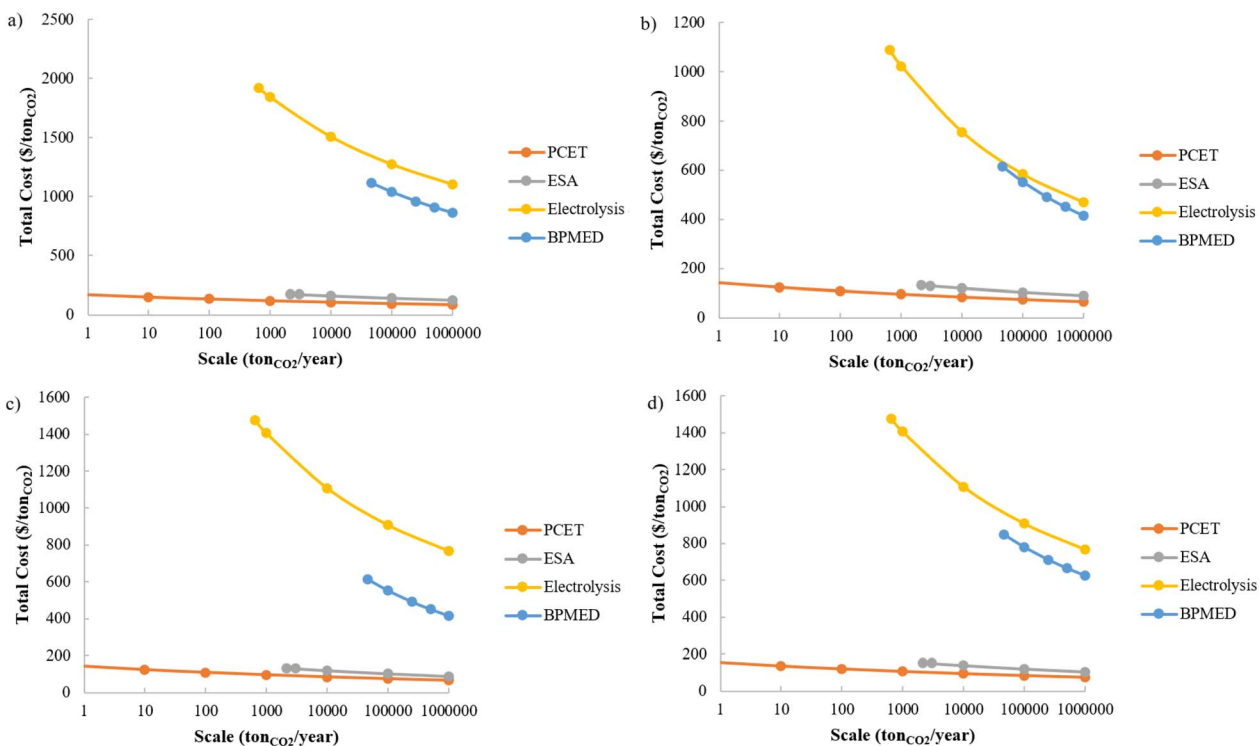 a)
Total Cost ($/ton_CO2)
2500
2000
1500
1000
500
0
1 10 100 1000 10000 100000 1000000
Scale (ton_CO2/year)
PCET
ESA
Electrolysis
BPMED
b)
Total Cost ($/ton_CO2)
1200
1000
800
600
400
200
0
1 10 100 1000 10000 100000 1000000
Scale (ton_CO2/year)
PCET
ESA
Electrolysis
BPMED
c)
Total Cost ($/ton_CO2)
1600
1400
1200
1000
800
600
400
200
0
1 10 100 1000 10000 100000 1000000
Scale (ton_CO2/year)
PCET
ESA
Electrolysis
BPMED
d)
Total Cost ($/ton_CO2)
1600
1400
1200
1000
800
600
400
200
0
1 10 100 1000 10000 100000 1000000
Scale (ton_CO2/year)
PCET
ESA
Electrolysis
BPMED